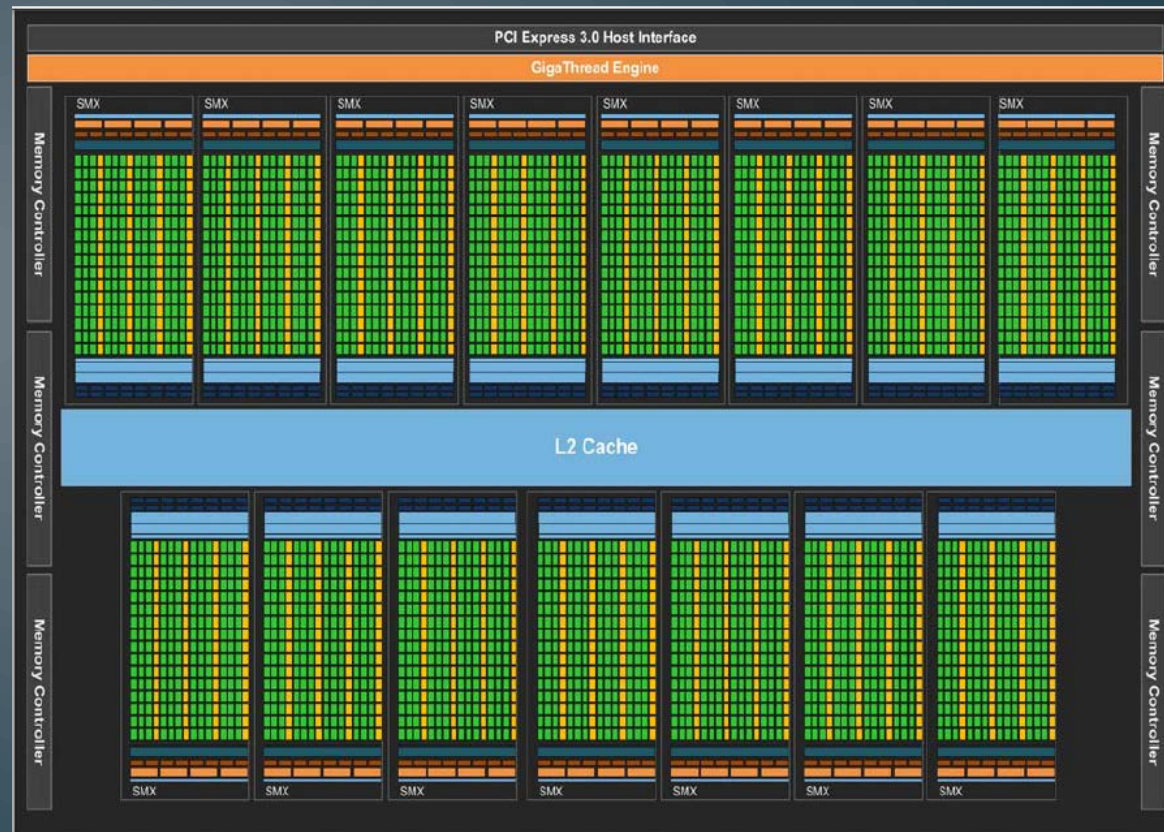 PCI Express 3.0 Host Interface
GigaThread Engine
SMX SMX SMX SMX SMX SMX SMX SMX
Memory Controller
Memory Controller
Memory Controller
Memory Controller
L2 Cache
Memory Controller
Memory Controller
SMX SMX SMX SMX SMX SMX SMX